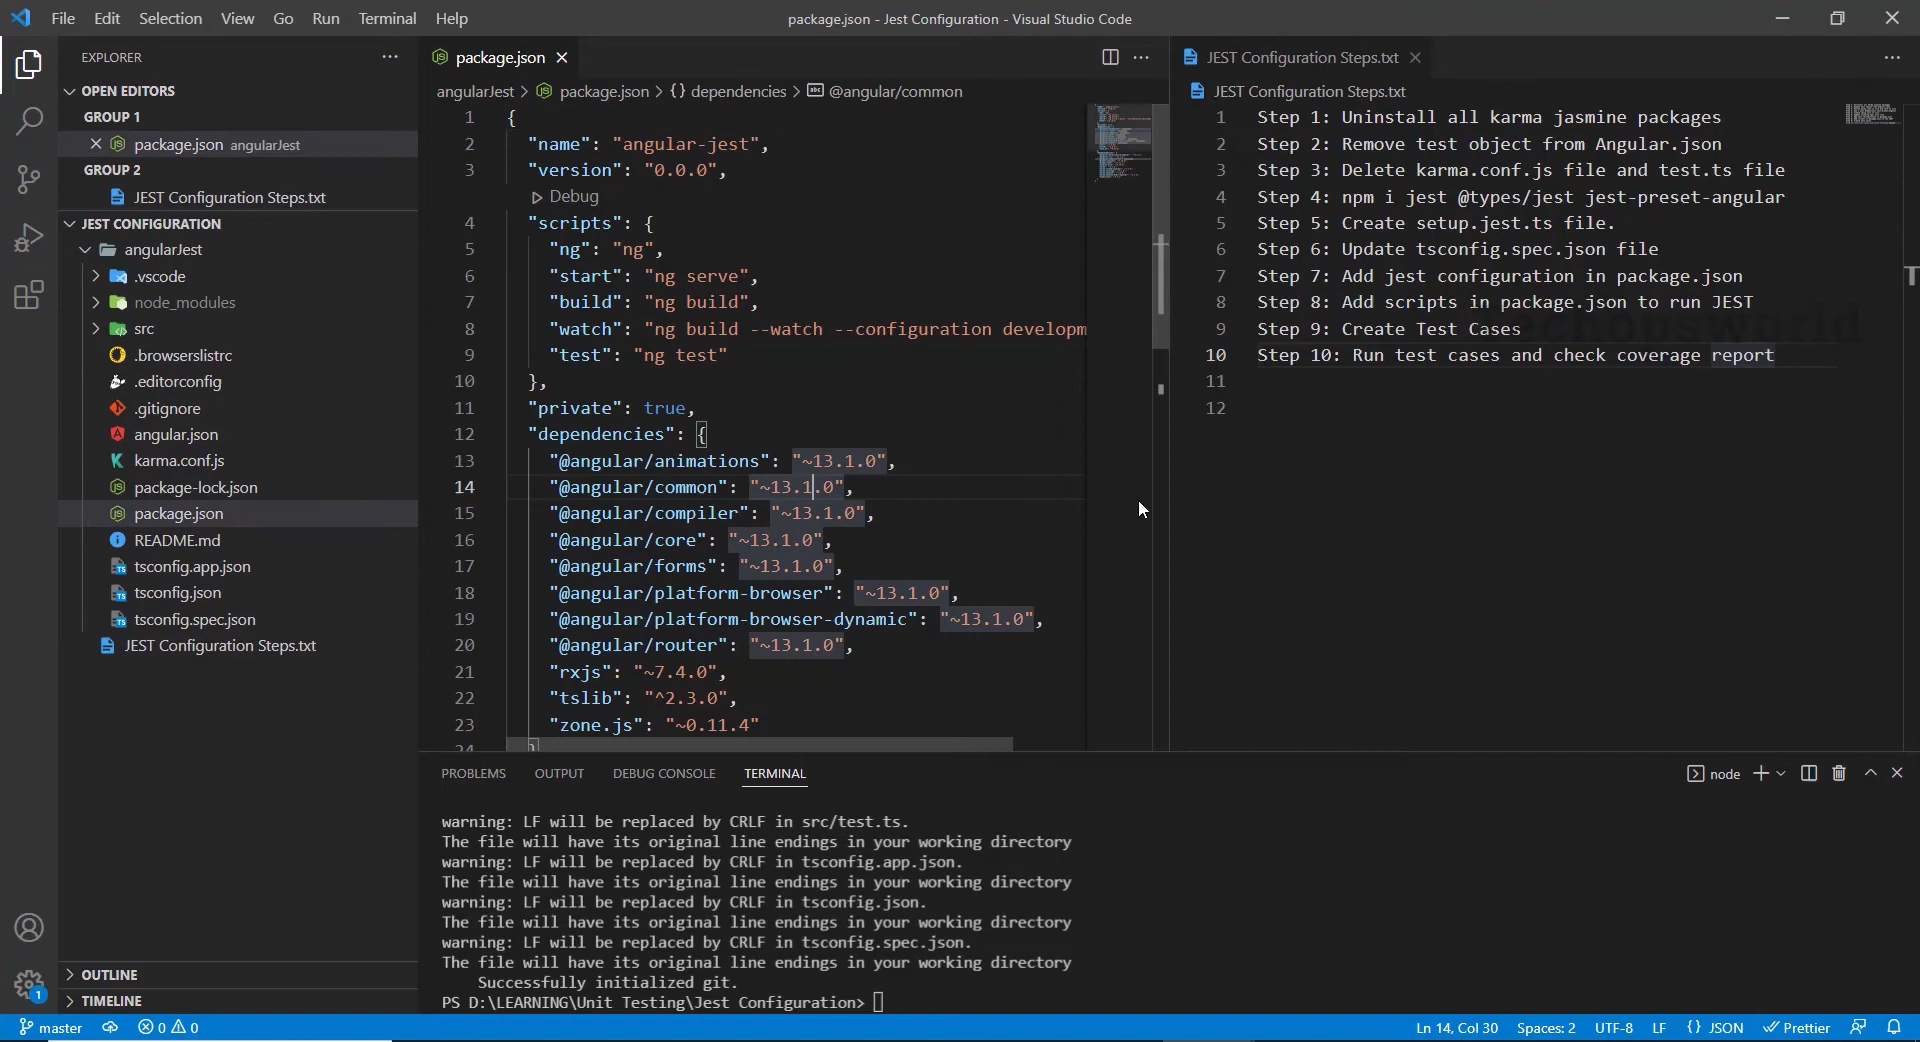 File Edit Selection View Go Run Terminal Help
package.json - Jest Configuration - Visual Studio Code
EXPLORER
OPEN EDITORS
GROUP 1
package.json angularJest
GROUP 2
JEST Configuration Steps.txt
JEST CONFIGURATION
angularJest
.vscode
node_modules
src
.browserslistrc
.editorconfig
.gitignore
angular.json
karma.conf.js
package-lock.json
package.json
README.md
tsconfig.app.json
tsconfig.json
tsconfig.spec.json
JEST Configuration Steps.txt
OUTLINE
TIMELINE
package.json
angularJest > package.json > {} dependencies > @angular/common
1 {
2 "name": "angular-jest",
3 "version": "0.0.0",
Debug
4 "scripts": {
5 "ng": "ng",
6 "start": "ng serve",
7 "build": "ng build",
8 "watch": "ng build --watch --configuration developm
9 "test": "ng test"
10 },
11 "private": true,
12 "dependencies": {
13 "@angular/animations": "~13.1.0",
14 "@angular/common": "~13.1.0",
15 "@angular/compiler": "~13.1.0",
16 "@angular/core": "~13.1.0",
17 "@angular/forms": "~13.1.0",
18 "@angular/platform-browser": "~13.1.0",
19 "@angular/platform-browser-dynamic": "~13.1.0",
20 "@angular/router": "~13.1.0",
21 "rxjs": "~7.4.0",
22 "tslib": "^2.3.0",
23 "zone.js": "~0.11.4"
24 }
JEST Configuration Steps.txt
JEST Configuration Steps.txt
1 Step 1: Uninstall all karma jasmine packages
2 Step 2: Remove test object from Angular.json
3 Step 3: Delete karma.conf.js file and test.ts file
4 Step 4: npm i jest @types/jest jest-preset-angular
5 Step 5: Create setup.jest.ts file.
6 Step 6: Update tsconfig.spec.json file
7 Step 7: Add jest configuration in package.json
8 Step 8: Add scripts in package.json to run JEST
9 Step 9: Create Test Cases
10 Step 10: Run test cases and check coverage report
11
12
Techopsworld
PROBLEMS OUTPUT DEBUG CONSOLE TERMINAL
node
warning: LF will be replaced by CRLF in src/test.ts.
The file will have its original line endings in your working directory
warning: LF will be replaced by CRLF in tsconfig.app.json.
The file will have its original line endings in your working directory
warning: LF will be replaced by CRLF in tsconfig.json.
The file will have its original line endings in your working directory
warning: LF will be replaced by CRLF in tsconfig.spec.json.
The file will have its original line endings in your working directory
Successfully initialized git.
PS D:\LEARNING\Unit Testing\Jest Configuration>
1
master 0 0
Ln 14, Col 30 Spaces: 2 UTF-8 LF {} JSON Prettier